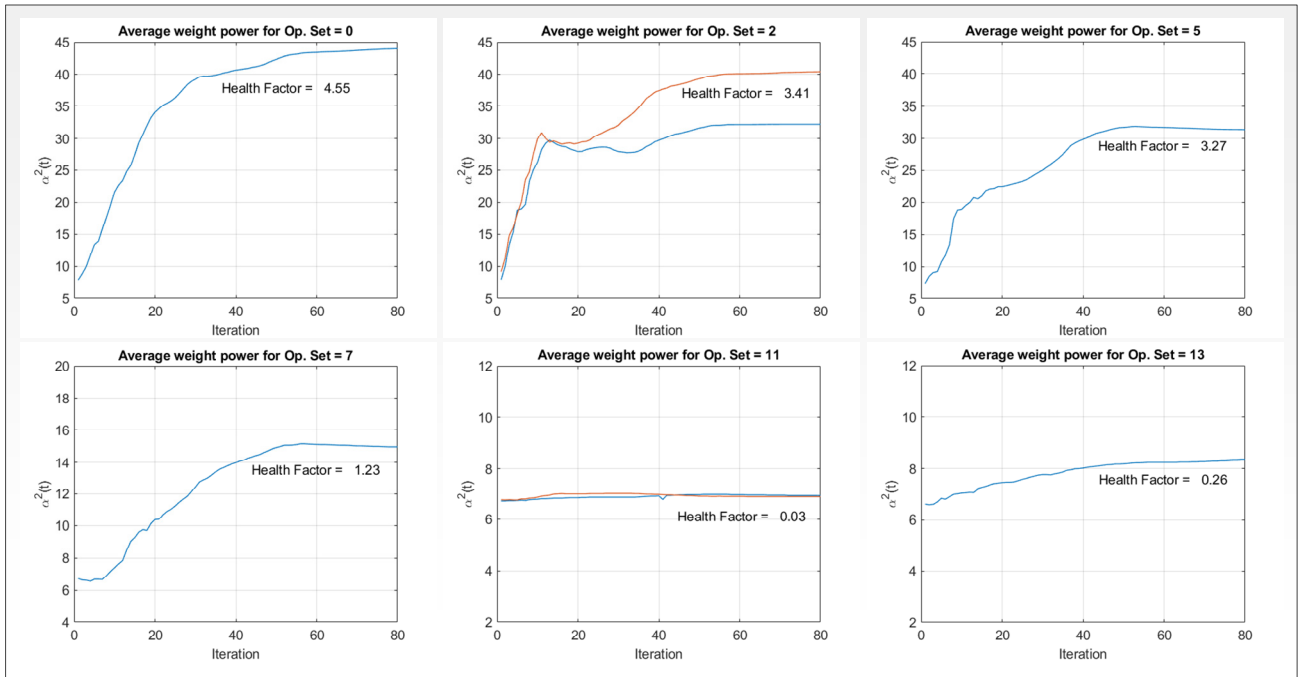 Average weight power for Op. Set = 0
45
40
35
30
25
20
15
10
5
α²(t)
Health Factor = 4.55
0 20 40 60 80
Iteration
Average weight power for Op. Set = 2
45
40
35
30
25
20
15
10
5
α²(t)
Health Factor = 3.41
0 20 40 60 80
Iteration
Average weight power for Op. Set = 5
45
40
35
30
25
20
15
10
5
α²(t)
Health Factor = 3.27
0 20 40 60 80
Iteration
Average weight power for Op. Set = 7
20
18
16
14
12
10
8
6
4
α²(t)
Health Factor = 1.23
0 20 40 60 80
Iteration
Average weight power for Op. Set = 11
12
10
8
6
4
2
α²(t)
Health Factor = 0.03
0 20 40 60 80
Iteration
Average weight power for Op. Set = 13
12
10
8
6
4
2
α²(t)
Health Factor = 0.26
0 20 40 60 80
Iteration